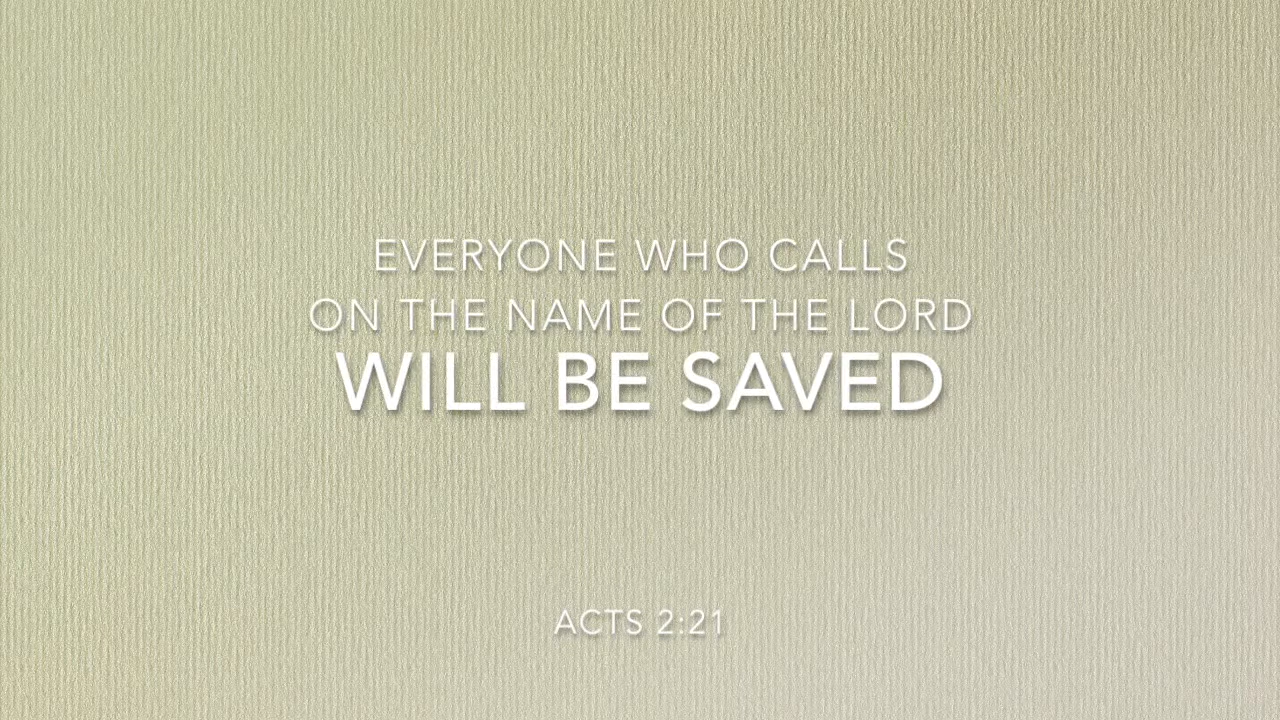 EVERYONE WHO CALLS
ON THE NAME OF THE LORD
WILL BE SAVED
ACTS 2:21